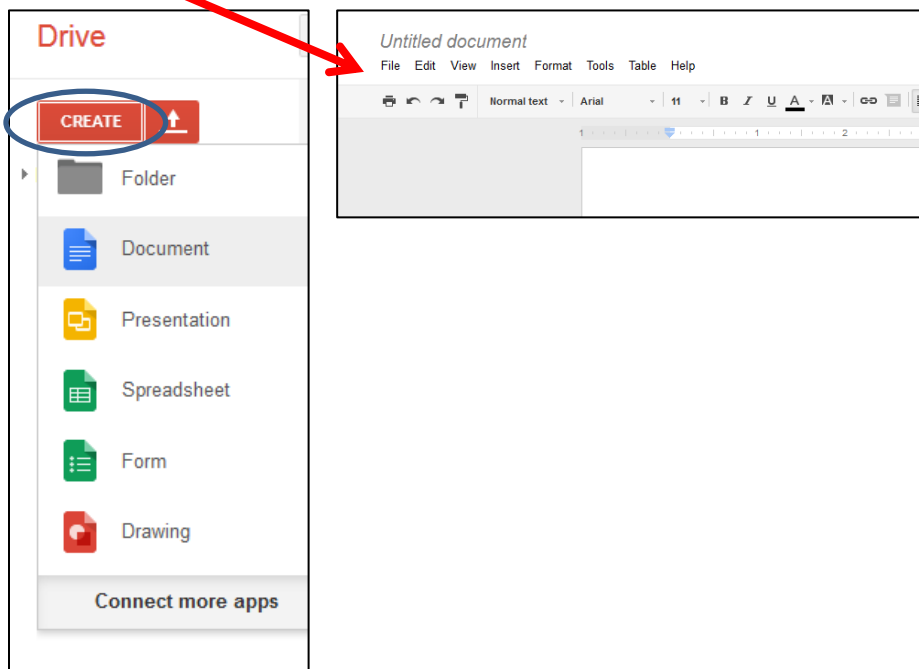 Drive
CREATE
Folder
Document
Presentation
Spreadsheet
Form
Drawing
Connect more apps
Untitled document
File Edit View Insert Format Tools Table Help
Normal text Arial 11 B I U A A
1 1 2